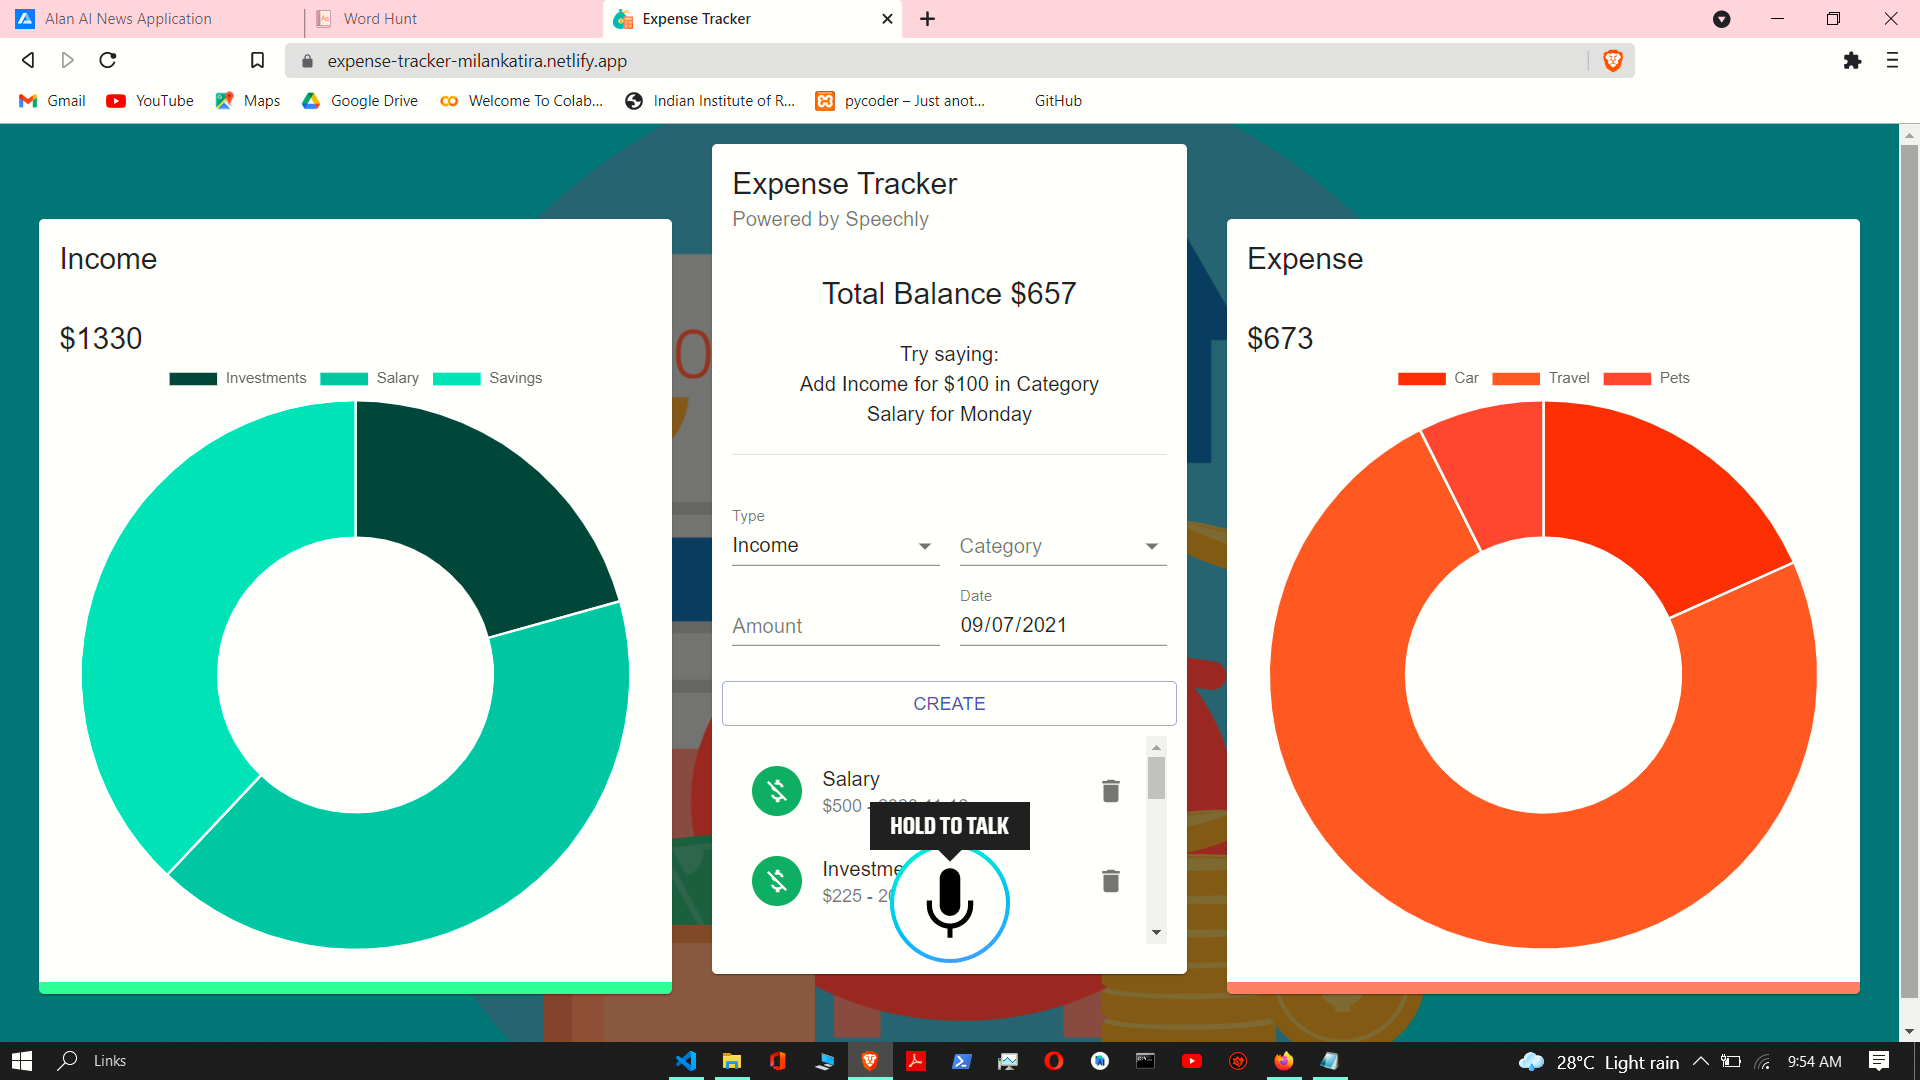 Alan AI News Application
Word Hunt
Expense Tracker
expense-tracker-milankatira.netlify.app
Gmail
YouTube
Maps
Google Drive
Welcome To Colab...
Indian Institute of R...
pycoder – Just anot...
GitHub
Income
$1330
Investments
Salary
Savings
Expense Tracker
Powered by Speechly
Total Balance $657
Try saying:
Add Income for $100 in Category
Salary for Monday
Type
Income
Category
Amount
Date
09/07/2021
CREATE
Salary
$500 -
HOLD TO TALK
Investme
$225 - 20
Expense
$673
Car
Travel
Pets
Links
28°C Light rain
9:54 AM